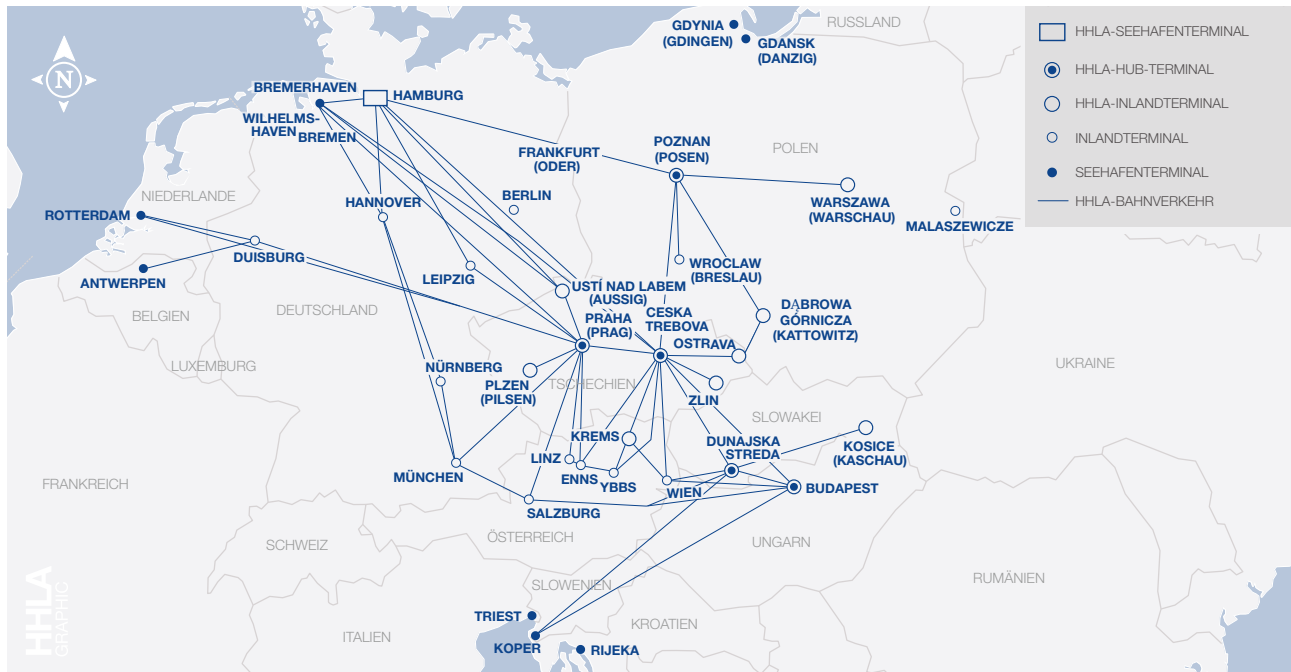 GDYNIA
(GDINGEN)
GDANSK
(DANZIG)
RUSSLAND
HHLA-SEEHAFENTERMINAL
HHLA-HUB-TERMINAL
HHLA-INLANDTERMINAL
INLANDTERMINAL
SEEHAFENTERMINAL
HHLA-BAHNVERKEHR
N
BREMERHAVEN
HAMBURG
WILHELMS-
HAVEN
BREMEN
FRANKFURT
(ODER)
POZNAN
(POSEN)
POLEN
NIEDERLANDE
BERLIN
HANNOVER
WARSZAWA
(WARSCHAU)
ROTTERDAM
MALASZEWICZE
DUISBURG
ANTWERPEN
LEIPZIG
WROCLAW
(BRESLAU)
USTÍ NAD LABEM
(AUSSIG)
DEUTSCHLAND
BELGIEN
PRAHA
(PRAG)
CESKA
TREBOVA
DĄBROWA
GÓRNICZA
(KATTOWITZ)
OSTRAVA
LUXEMBURG
NÜRNBERG
UKRAINE
PLZEN
(PILSEN)
TSCHECHIEN
ZLIN
SLOWAKEI
KREMS
DUNAJSKA
STREDA
KOSICE
(KASCHAU)
LINZ
ENNS
YBBS
WIEN
BUDAPEST
MÜNCHEN
FRANKREICH
SALZBURG
ÖSTERREICH
UNGARN
SCHWEIZ
RUMÄNIEN
SLOWENIEN
TRIEST
KOPER
KROATIEN
RIJEKA
ITALIEN
HHLA
GRAPHIC